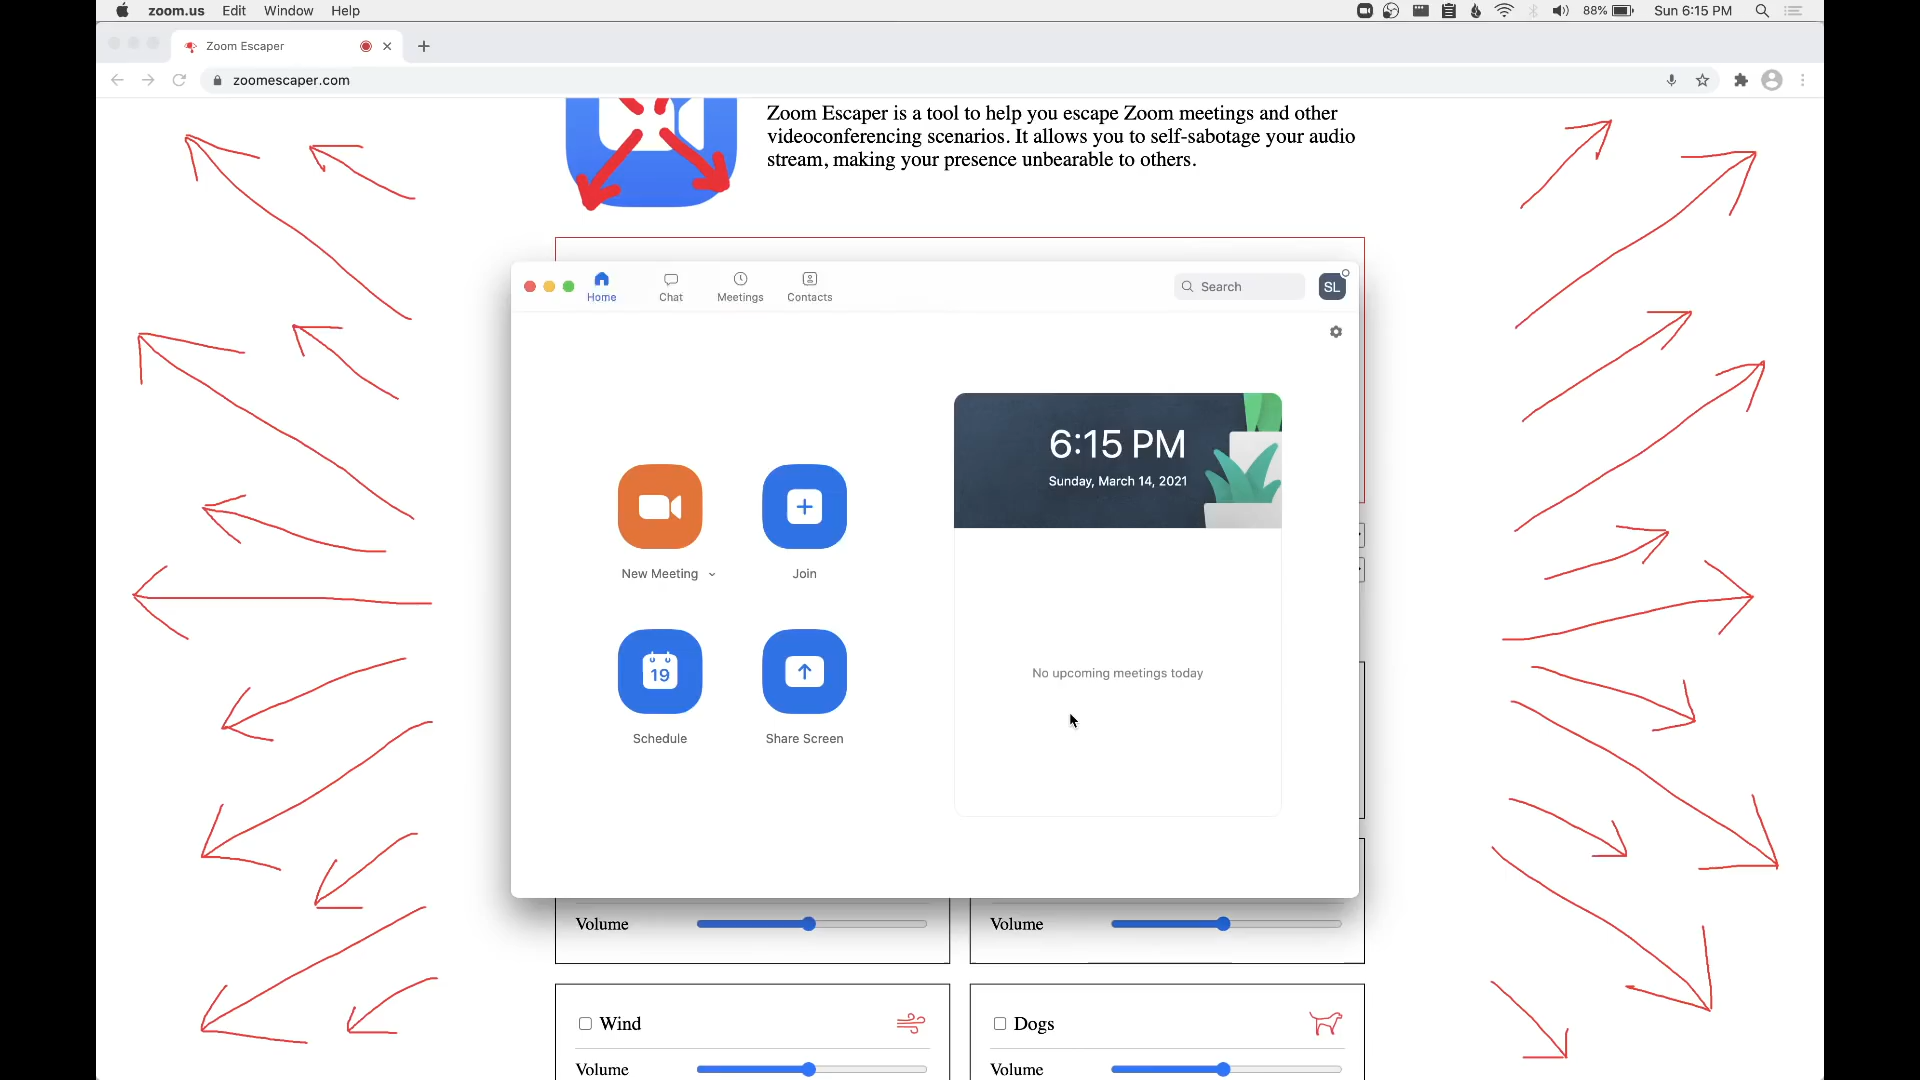 zoom.us Edit Window Help
88% Sun 6:15 PM
Zoom Escaper
zoomescaper.com
Zoom Escaper is a tool to help you escape Zoom meetings and other
videoconferencing scenarios. It allows you to self-sabotage your audio
stream, making your presence unbearable to others.
Home Chat Meetings Contacts
Search
SL
6:15 PM
Sunday, March 14, 2021
New Meeting
Join
No upcoming meetings today
19
Schedule
Share Screen
Volume
Volume
Wind
Dogs
Volume
Volume